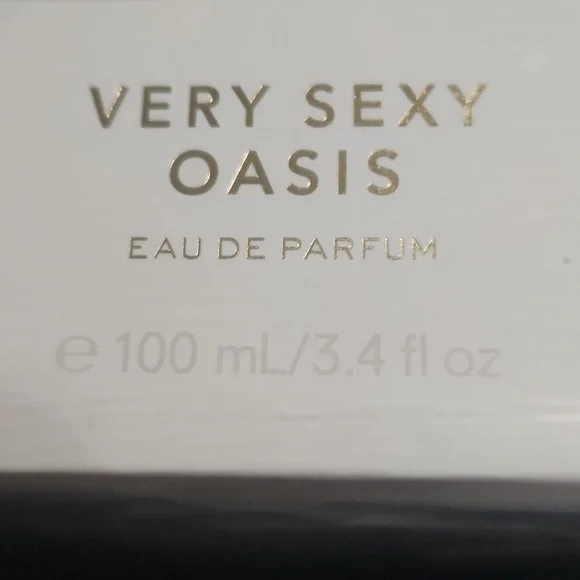 VERY SEXY
OASIS
EAU DE PARFUM
℮ 100 mL/3.4 fl oz